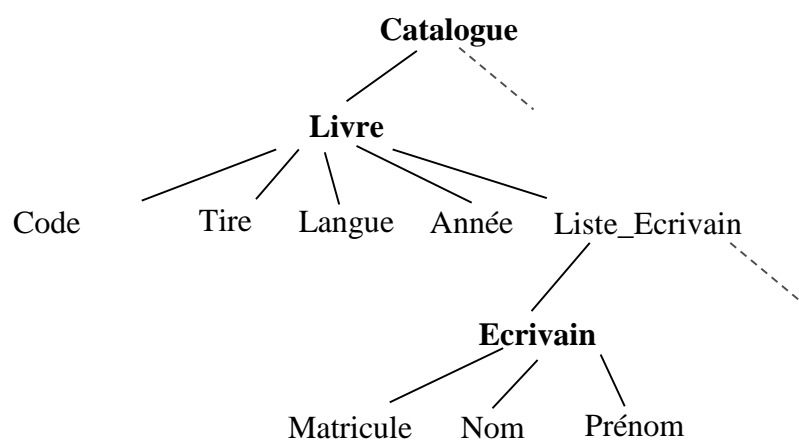 Catalogue
Livre
Code Tire Langue Année Liste_Ecrivain
Ecrivain
Matricule Nom Prénom